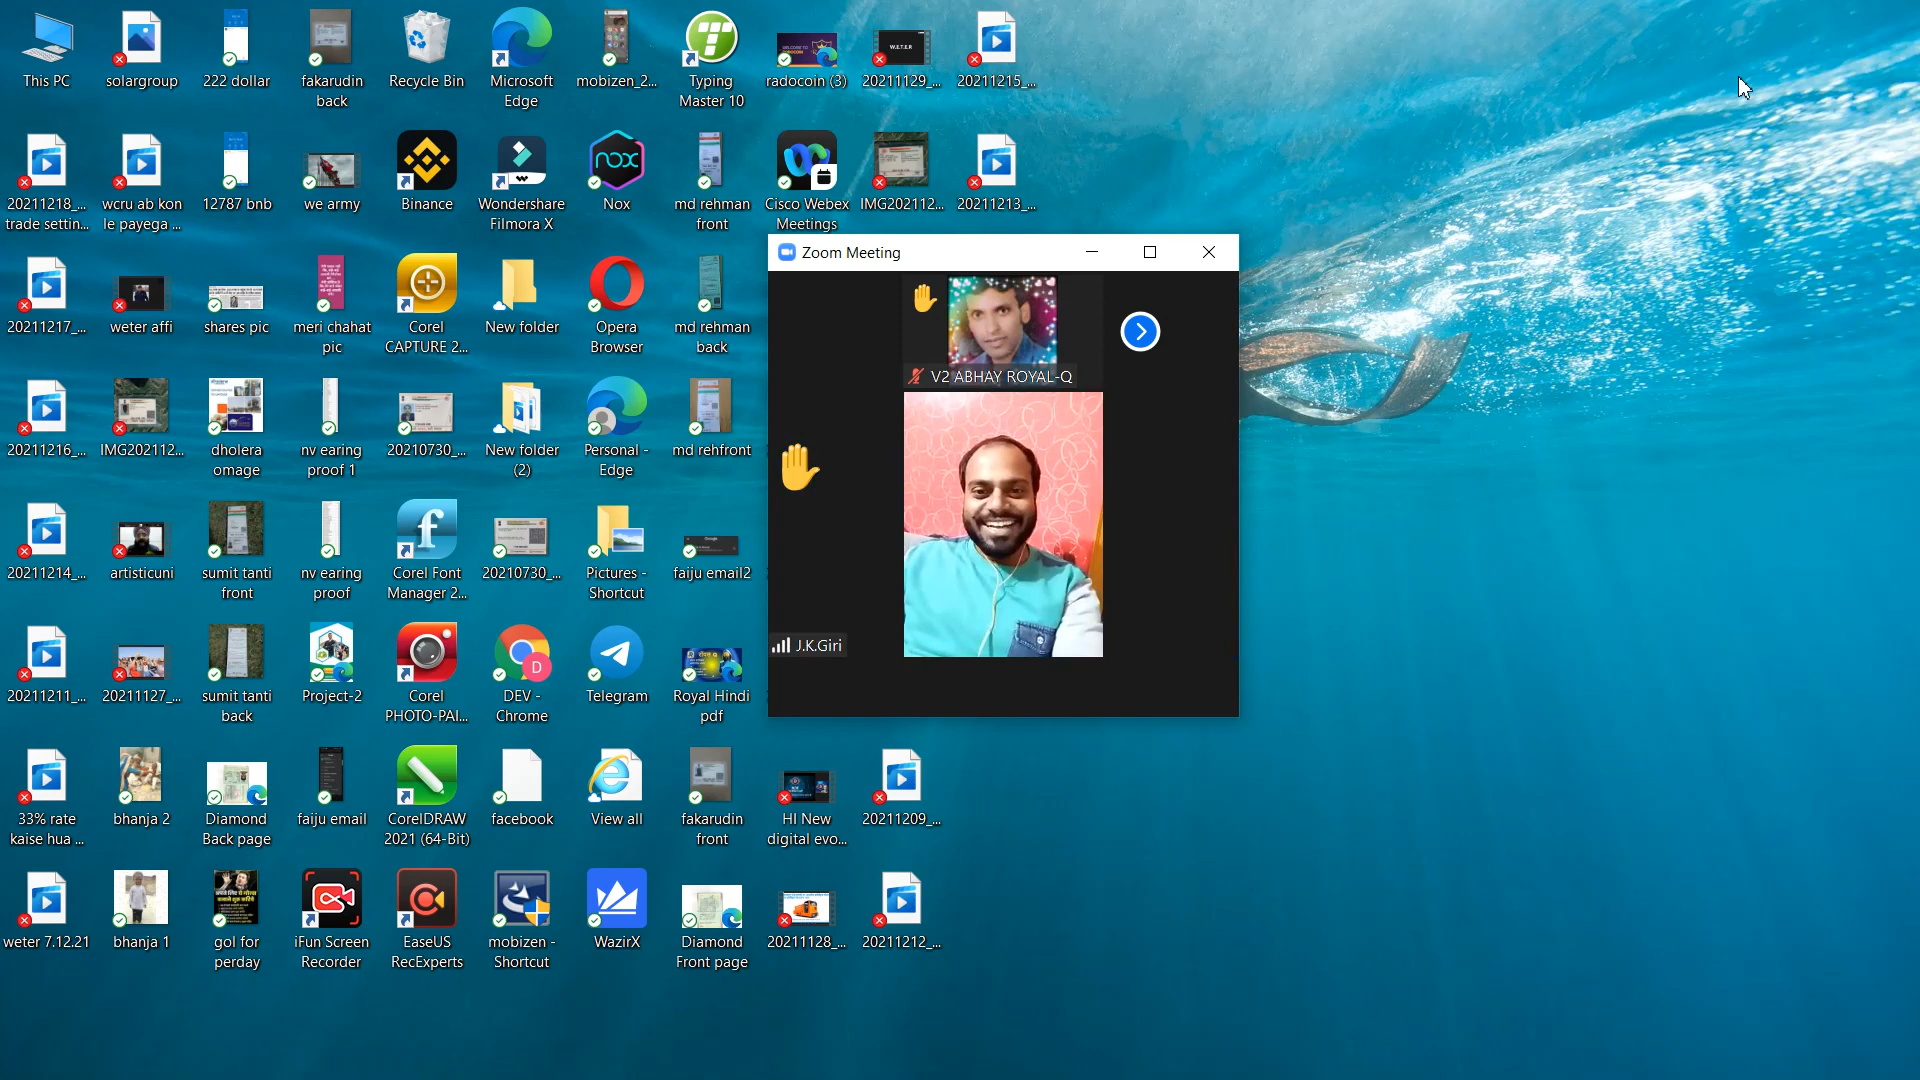 This PC
solargroup
222 dollar
fakarudin
back
Recycle Bin
Microsoft
Edge
mobizen_2...
Typing
Master 10
radocoin (3)
20211129_...
20211215_...
20211218_...
trade settin...
wcru ab kon
le payega ...
12787 bnb
we army
Binance
Wondershare
Filmora X
Nox
md rehman
front
Cisco Webex
Meetings
IMG202112...
20211213_...
20211217_...
weter affi
shares pic
meri chahat
pic
Corel
CAPTURE 2...
New folder
Opera
Browser
md rehman
back
Zoom Meeting
V2 ABHAY ROYAL-Q
J.K.Giri
20211216_...
IMG202112...
dholera
omage
nv earing
proof 1
20210730_...
New folder
(2)
Personal -
Edge
md rehfront
20211214_...
artisticuni
sumit tanti
front
nv earing
proof
Corel Font
Manager 2...
20210730_...
Pictures -
Shortcut
faiju email2
20211211_...
20211127_...
sumit tanti
back
Project-2
Corel
PHOTO-PAI...
DEV -
Chrome
Telegram
Royal Hindi
pdf
33% rate
kaise hua ...
bhanja 2
Diamond
Back page
faiju email
CorelDRAW
2021 (64-Bit)
facebook
View all
fakarudin
front
HI New
digital evo...
20211209_...
weter 7.12.21
bhanja 1
gol for
perday
iFun Screen
Recorder
EaseUS
RecExperts
mobizen -
Shortcut
WazirX
Diamond
Front page
20211128_...
20211212_...
W.E.T.E.R
nox
D